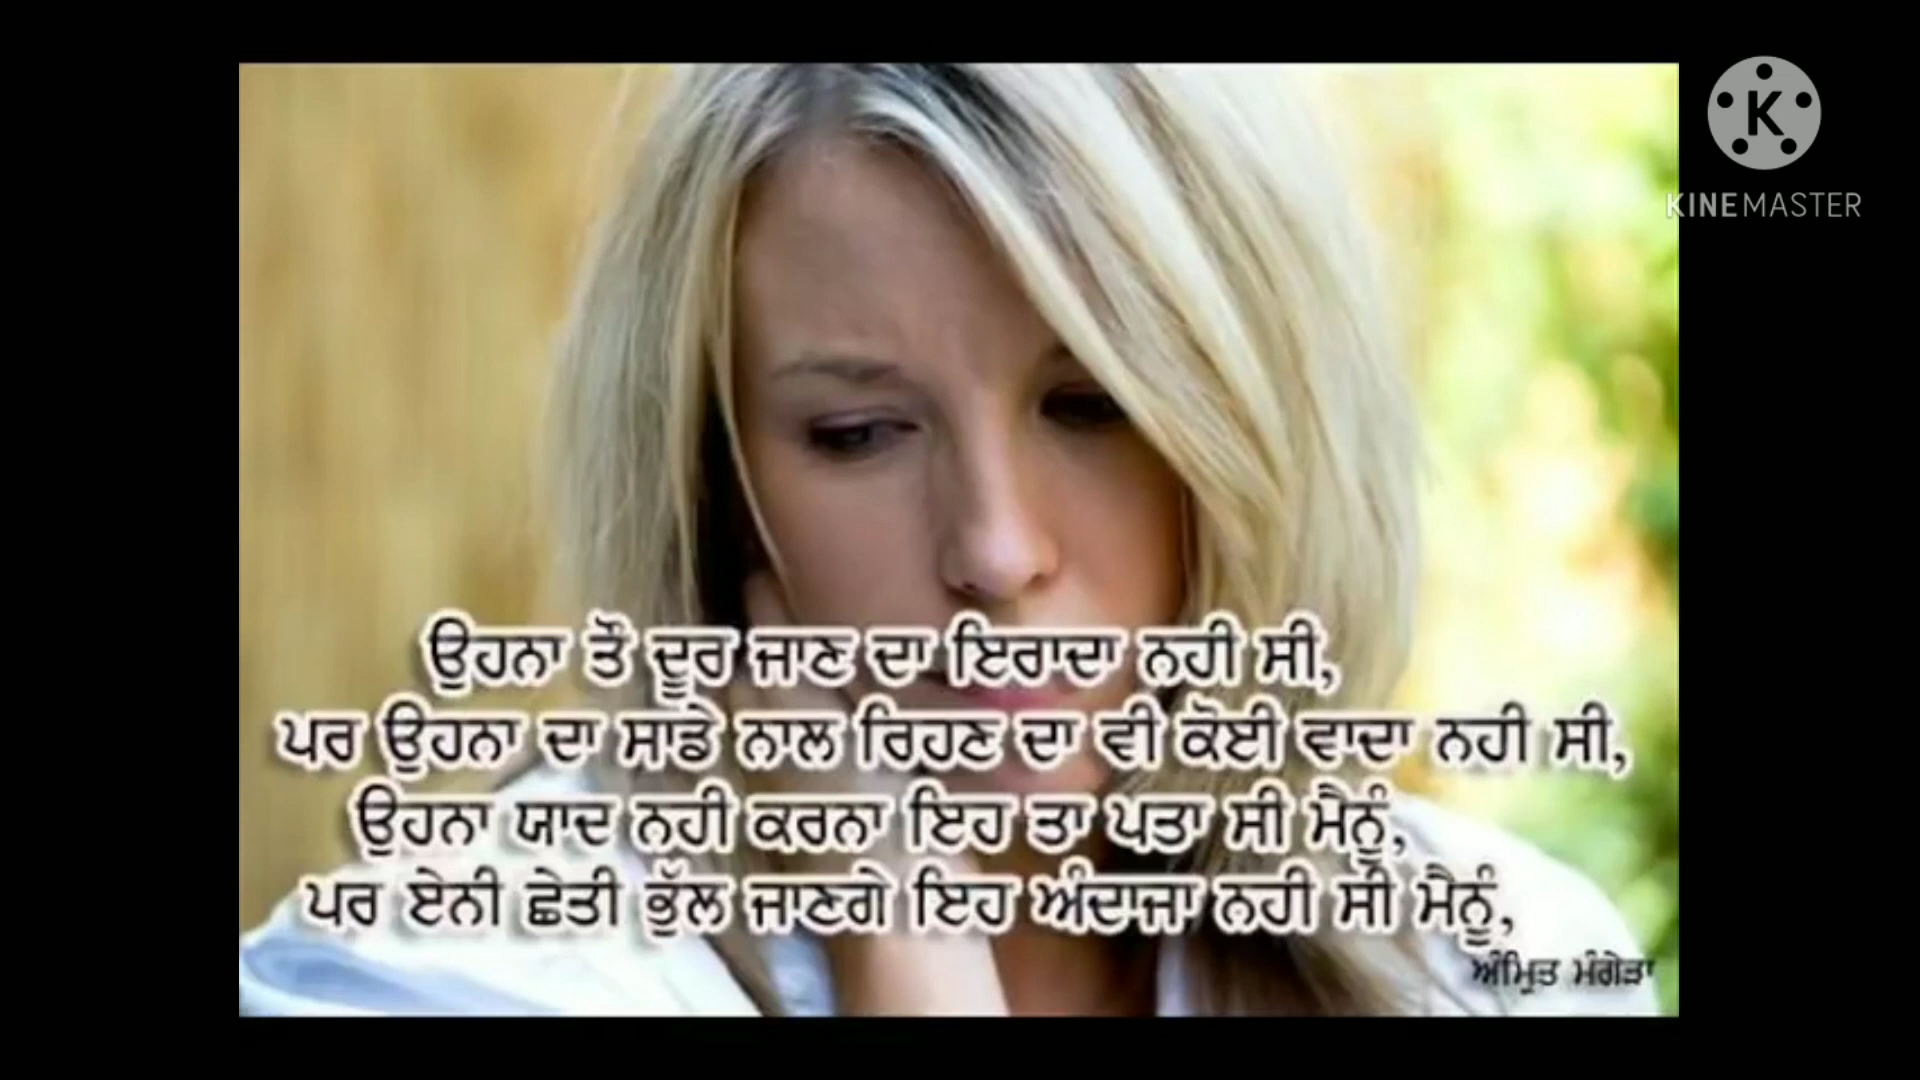 K
KINEMASTER
ਉਹਨਾ ਤੌ ਦੂਰ ਜਾਣ ਦਾ ਇਰਾਦਾ ਨਹੀ ਸੀ,
ਪਰ ਉਹਨਾ ਦਾ ਸਾਡੇ ਨਾਲ ਰਿਹਣ ਦਾ ਵੀ ਕੋਈ ਵਾਦਾ ਨਹੀ ਸੀ,
ਉਹਨਾ ਯਾਦ ਨਹੀ ਕਰਨਾ ਇਹ ਤਾ ਪਤਾ ਸੀ ਮੈਨੂੰ,
ਪਰ ਏਨੀ ਛੇਤੀ ਭੁੱਲ ਜਾਣਗੇ ਇਹ ਅੰਦਾਜਾ ਨਹੀ ਸੀ ਮੈਨੂੰ,
ਅੰਮ੍ਰਿਤ ਮੰਗੇੜਾ